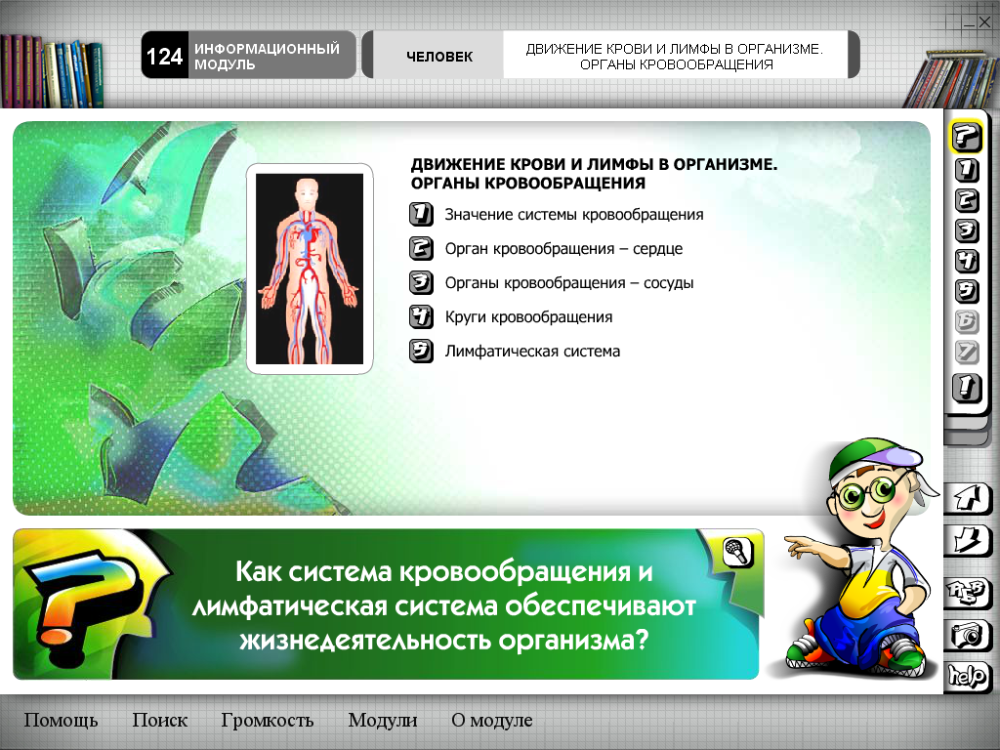 124
ИНФОРМАЦИОННЫЙ
МОДУЛЬ
ЧЕЛОВЕК
ДВИЖЕНИЕ КРОВИ И ЛИМФЫ В ОРГАНИЗМЕ.
ОРГАНЫ КРОВООБРАЩЕНИЯ
ДВИЖЕНИЕ КРОВИ И ЛИМФЫ В ОРГАНИЗМЕ.
ОРГАНЫ КРОВООБРАЩЕНИЯ
1 Значение системы кровообращения
2 Орган кровообращения – сердце
3 Органы кровообращения – сосуды
4 Круги кровообращения
5 Лимфатическая система
?
1
2
3
4
5
6
7
!
?
Как система кровообращения и
лимфатическая система обеспечивают
жизнедеятельность организма?
АБВ
help
Помощь Поиск Громкость Модули О модуле